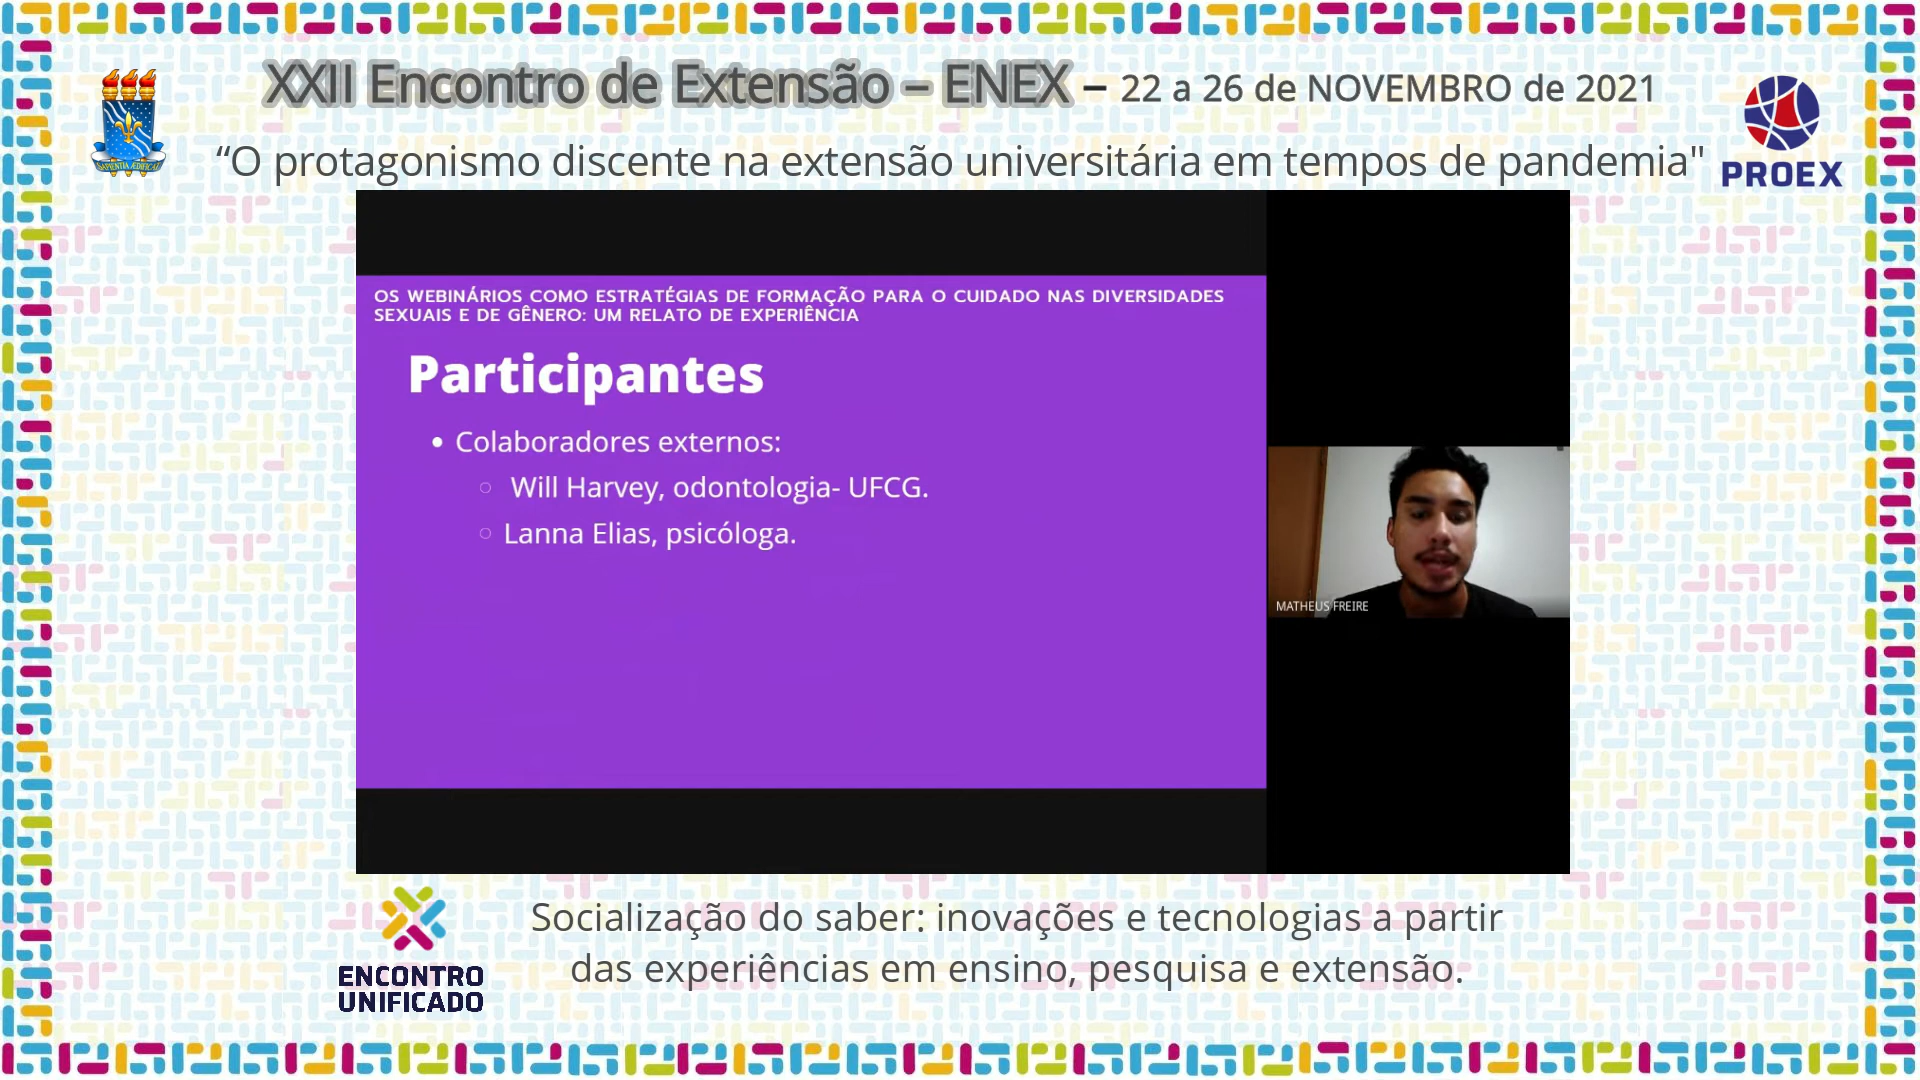 XXII Encontro de Extensão – ENEX – 22 a 26 de NOVEMBRO de 2021
“O protagonismo discente na extensão universitária em tempos de pandemia"
SAPIENTIA ÆDIFICAT
PROEX
OS WEBINÁRIOS COMO ESTRATÉGIAS DE FORMAÇÃO PARA O CUIDADO NAS DIVERSIDADES
SEXUAIS E DE GÊNERO: UM RELATO DE EXPERIÊNCIA
Participantes
• Colaboradores externos:
○ Will Harvey, odontologia- UFCG.
○ Lanna Elias, psicóloga.
MATHEUS FREIRE
ENCONTRO
UNIFICADO
Socialização do saber: inovações e tecnologias a partir
das experiências em ensino, pesquisa e extensão.